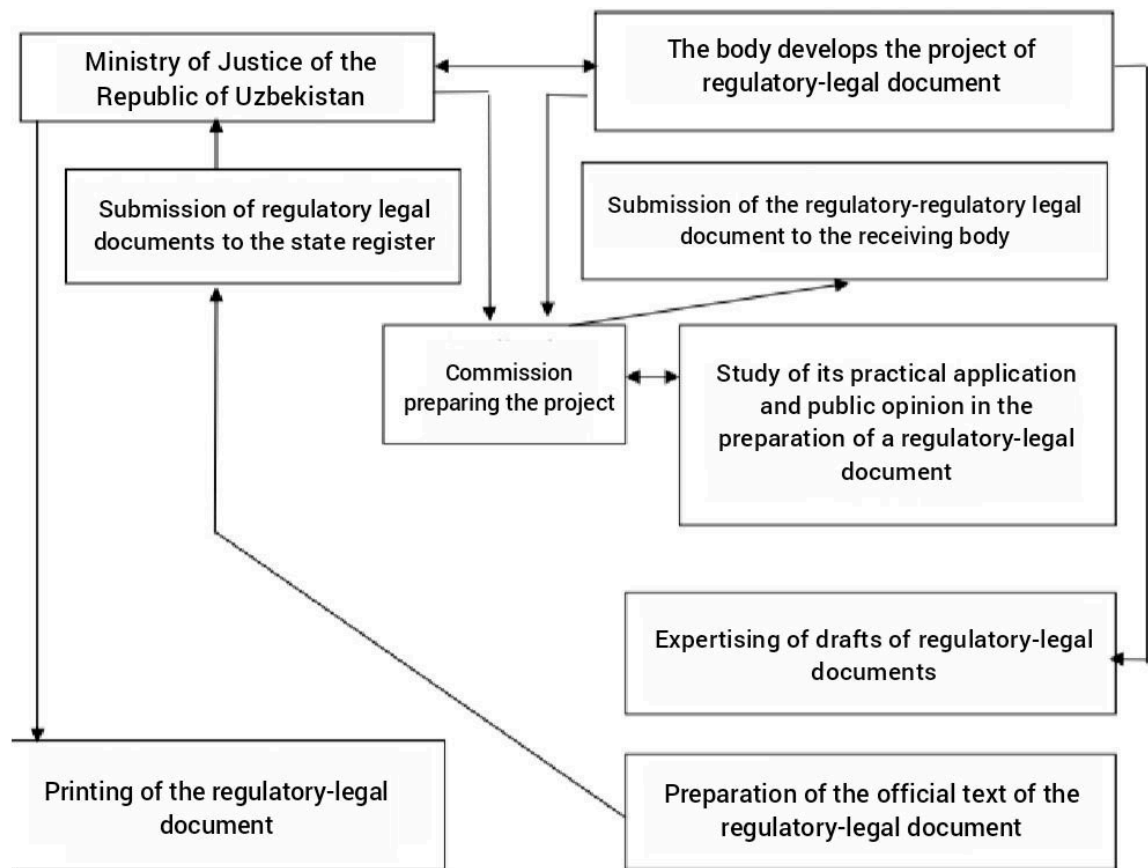 Ministry of Justice of the
Republic of Uzbekistan
The body develops the project of
regulatory-legal document
Submission of regulatory legal
documents to the state register
Submission of the regulatory-regulatory legal
document to the receiving body
Commission
preparing the project
Study of its practical application
and public opinion in the
preparation of a regulatory-legal
document
Expertising of drafts of regulatory-legal
documents
Printing of the regulatory-legal
document
Preparation of the official text of the
regulatory-legal document